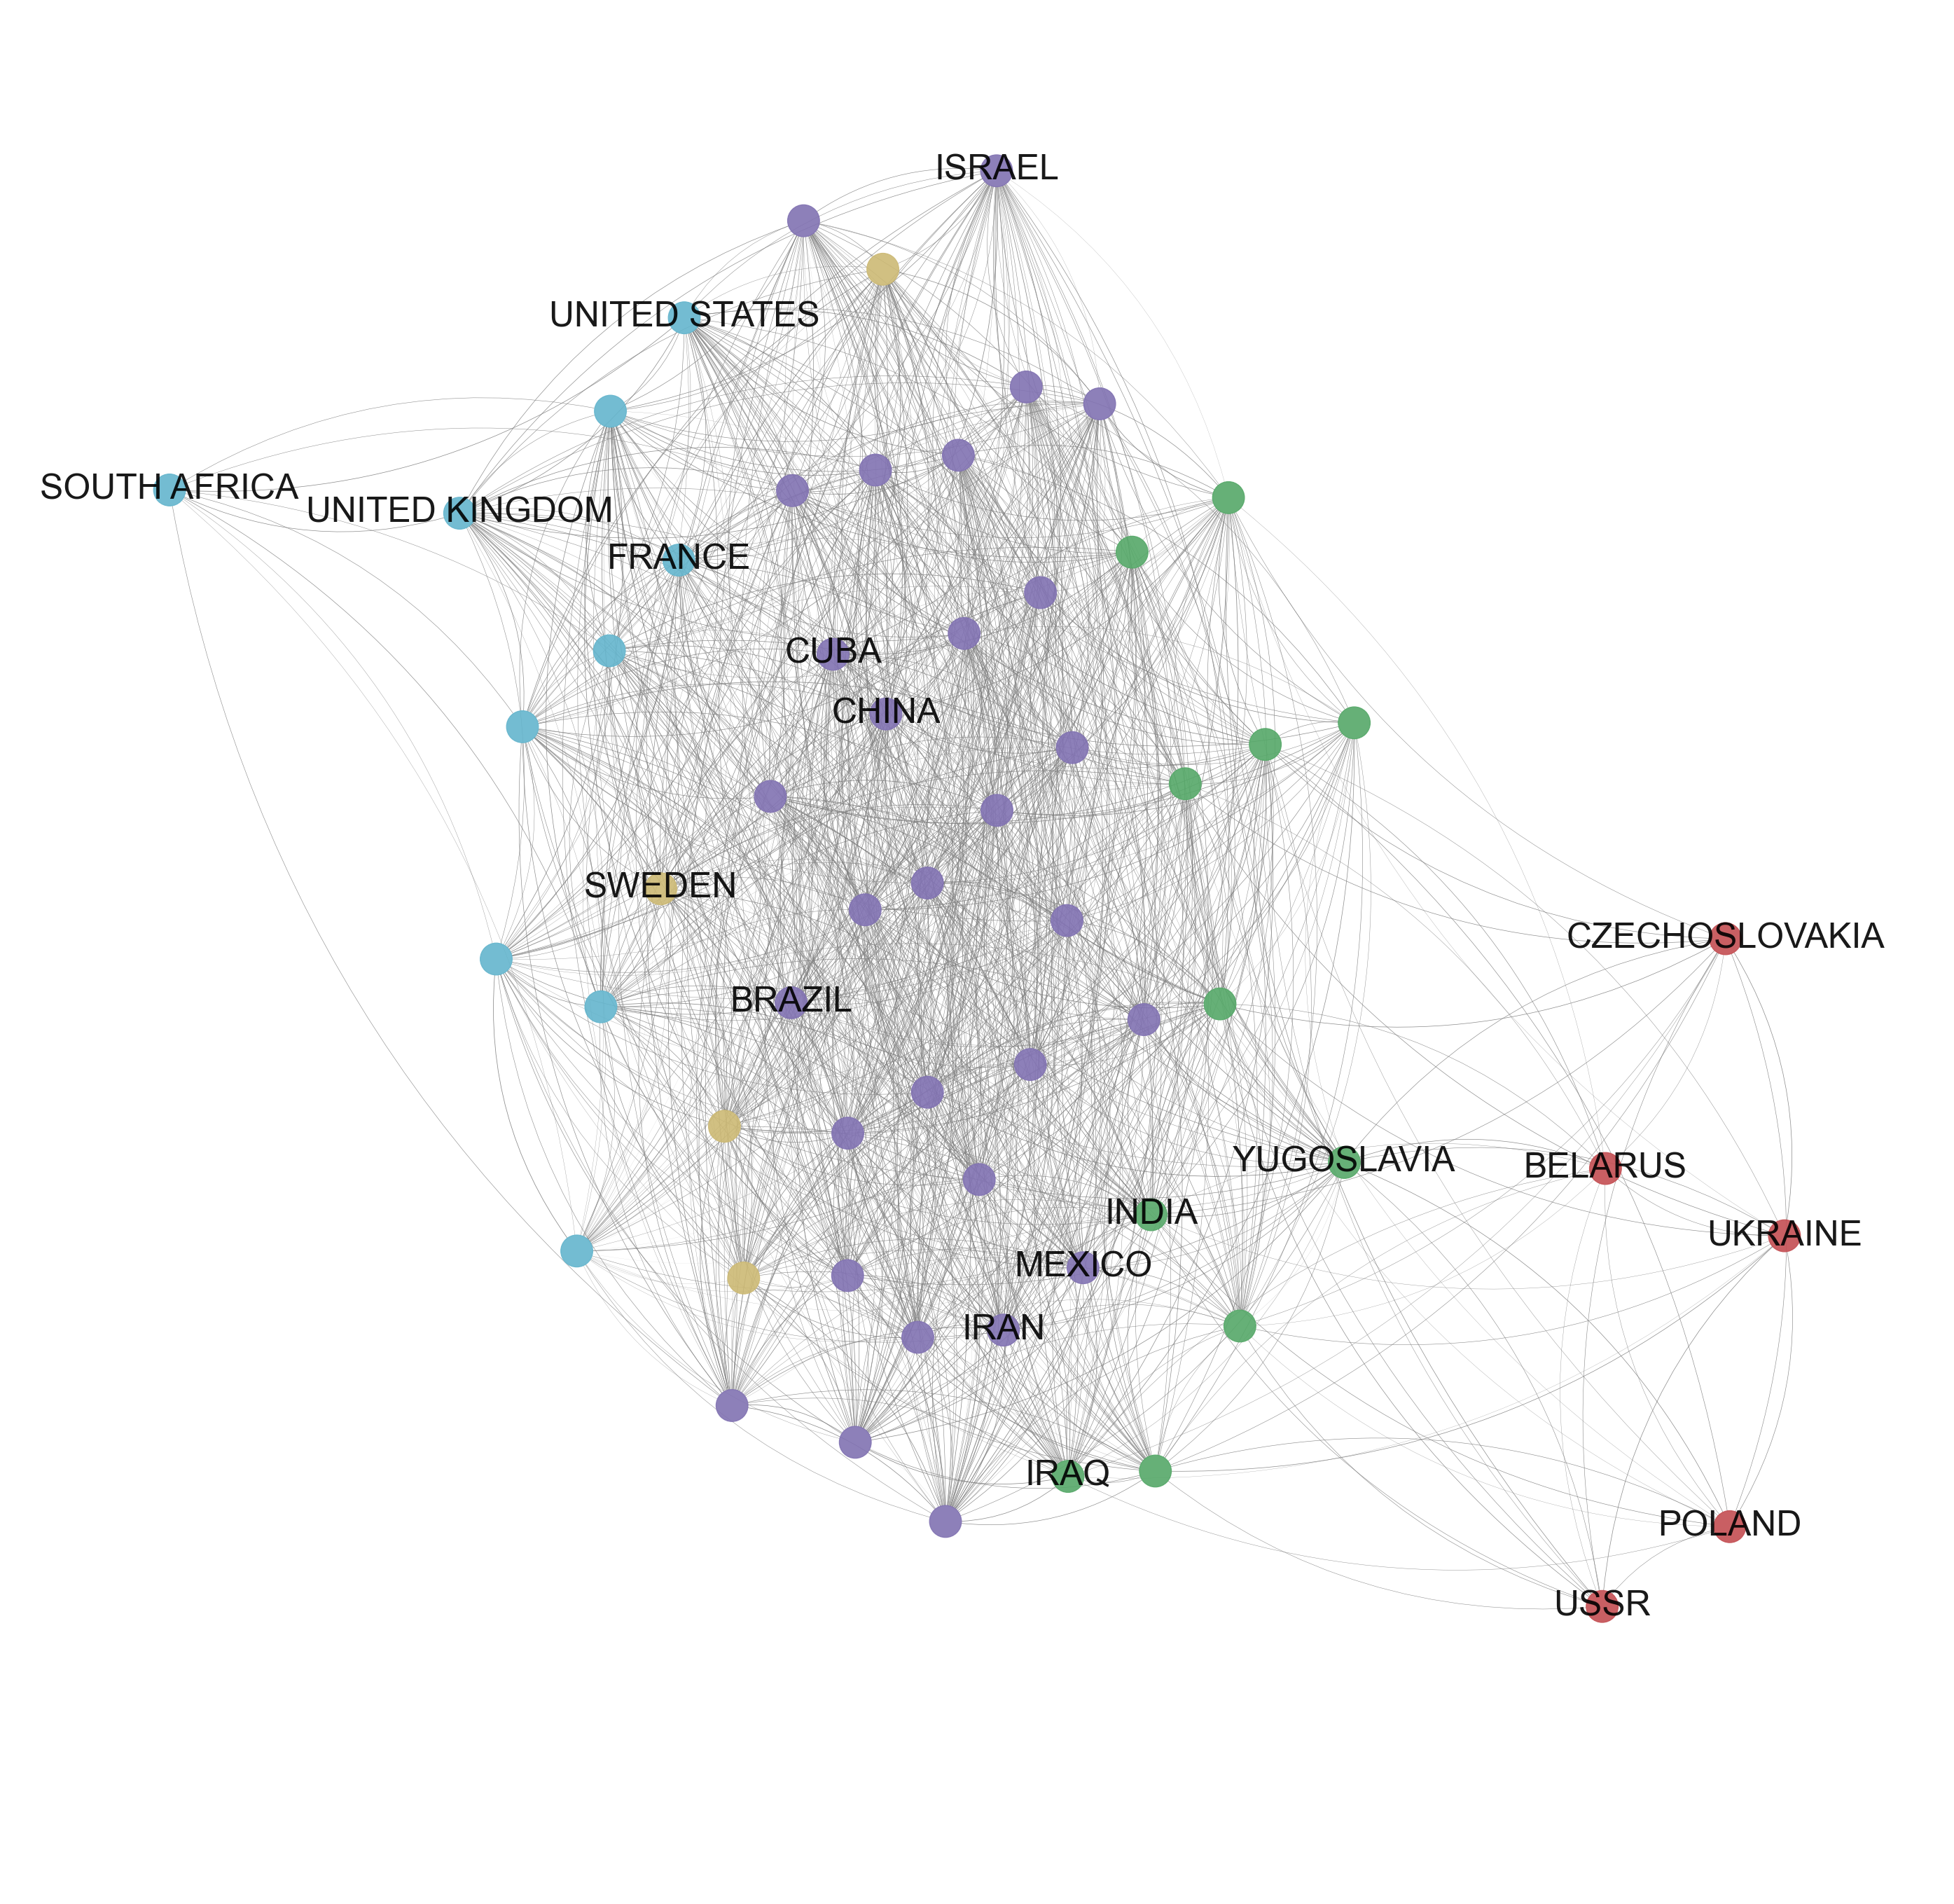 ISRAEL
UNITED STATES
SOUTH AFRICA
UNITED KINGDOM
FRANCE
CUBA
CHINA
SWEDEN
CZECHOSLOVAKIA
BRAZIL
YUGOSLAVIA
BELARUS
INDIA
UKRAINE
MEXICO
IRAN
IRAQ
POLAND
USSR